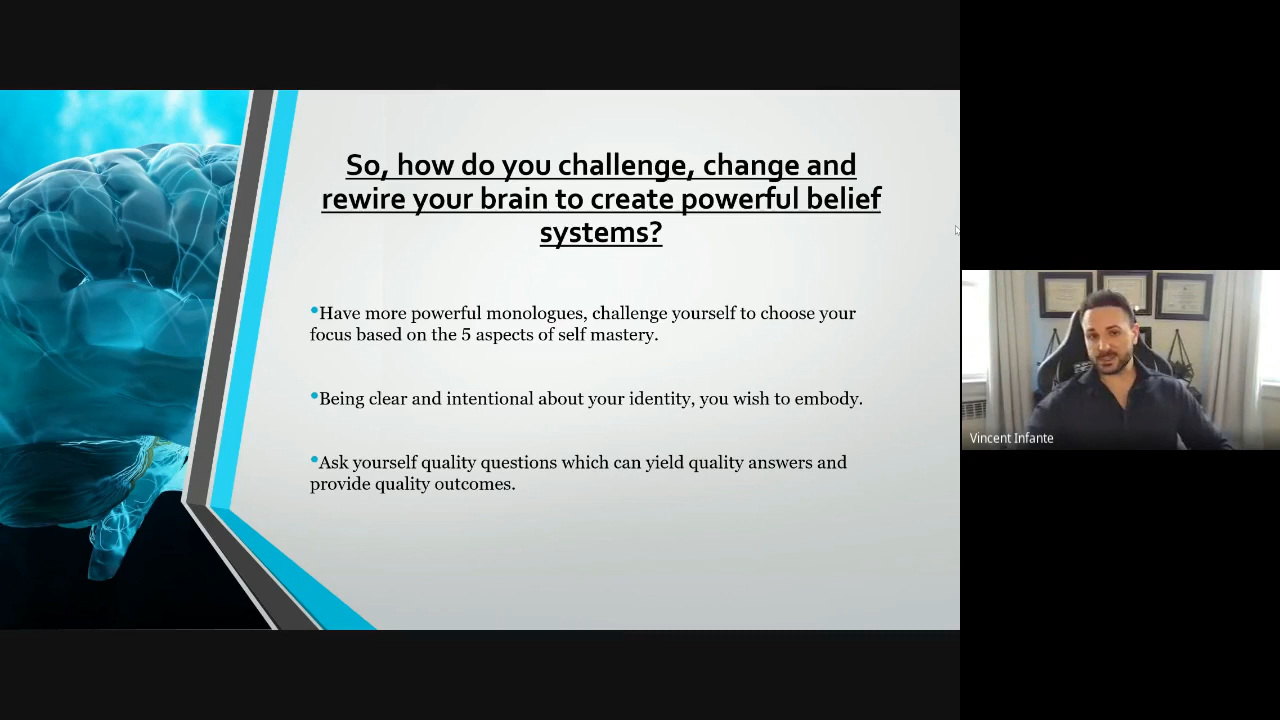 So, how do you challenge, change and
rewire your brain to create powerful belief
systems?
•Have more powerful monologues, challenge yourself to choose your
focus based on the 5 aspects of self mastery.
•Being clear and intentional about your identity, you wish to embody.
•Ask yourself quality questions which can yield quality answers and
provide quality outcomes.
Vincent Infante